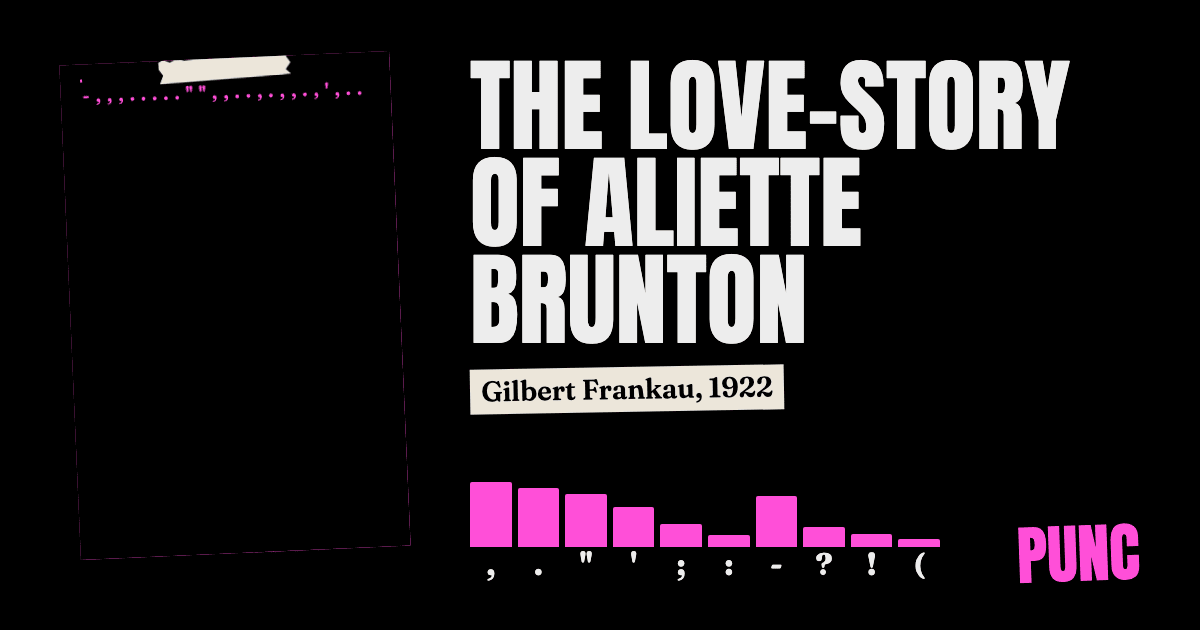 -,,,....."",,..,.,,.,',..
THE LOVE-STORY
OF ALIETTE
BRUNTON
Gilbert Frankau, 1922
, . " ' ; : - ? ! (
PUNC